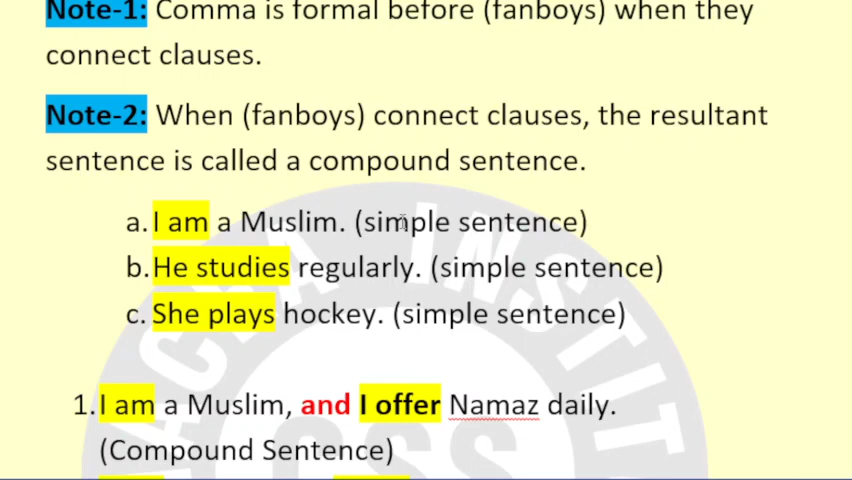 Note-1: Comma is formal before (fanboys) when they
connect clauses.
Note-2: When (fanboys) connect clauses, the resultant
sentence is called a compound sentence.
a. I am a Muslim. (simple sentence)
b. He studies regularly. (simple sentence)
c. She plays hockey. (simple sentence)
1. I am a Muslim, and I offer Namaz daily.
(Compound Sentence)